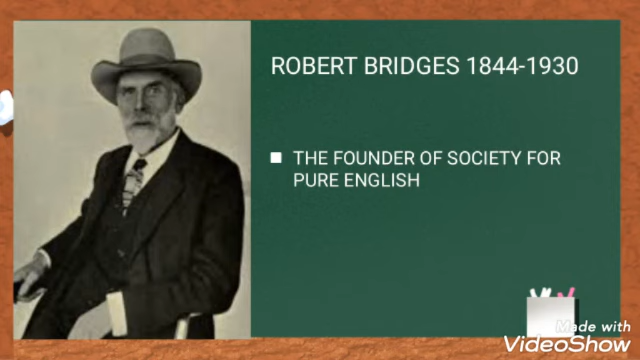 ROBERT BRIDGES 1844-1930
THE FOUNDER OF SOCIETY FOR
PURE ENGLISH
Made with
VideoShow